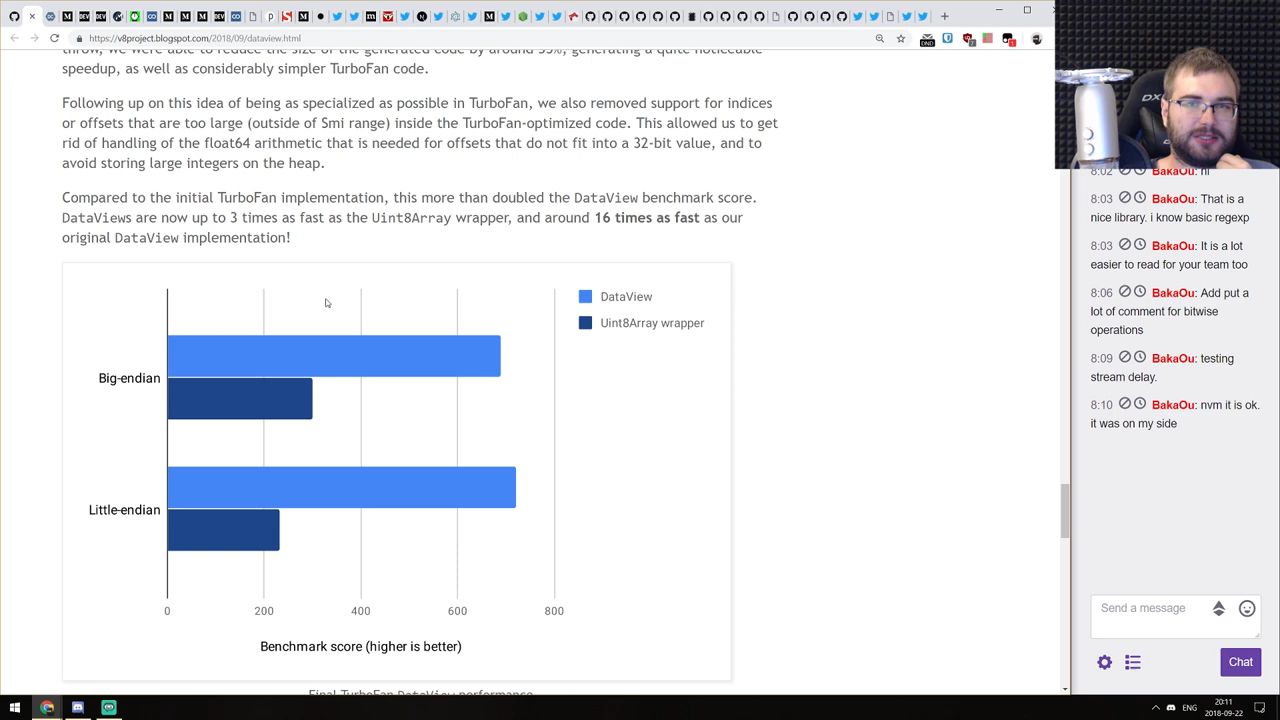 https://v8project.blogspot.com/2018/09/dataview.html
speedup, as well as considerably simpler TurboFan code.
Following up on this idea of being as specialized as possible in TurboFan, we also removed support for indices
or offsets that are too large (outside of Smi range) inside the TurboFan-optimized code. This allowed us to get
rid of handling of the float64 arithmetic that is needed for offsets that do not fit into a 32-bit value, and to
avoid storing large integers on the heap.
Compared to the initial TurboFan implementation, this more than doubled the DataView benchmark score.
DataViews are now up to 3 times as fast as the Uint8Array wrapper, and around 16 times as fast as our
original DataView implementation!
DataView
Uint8Array wrapper
Big-endian
Little-endian
0 200 400 600 800
Benchmark score (higher is better)
Final TurboFan DataView performance
8:02 BakaOu: hi
8:03 BakaOu: That is a
nice library. i know basic regexp
8:03 BakaOu: It is a lot
easier to read for your team too
8:06 BakaOu: Add put a
lot of comment for bitwise
operations
8:09 BakaOu: testing
stream delay.
8:10 BakaOu: nvm it is ok.
it was on my side
Send a message
Chat
ENG
20:11
2018-09-22